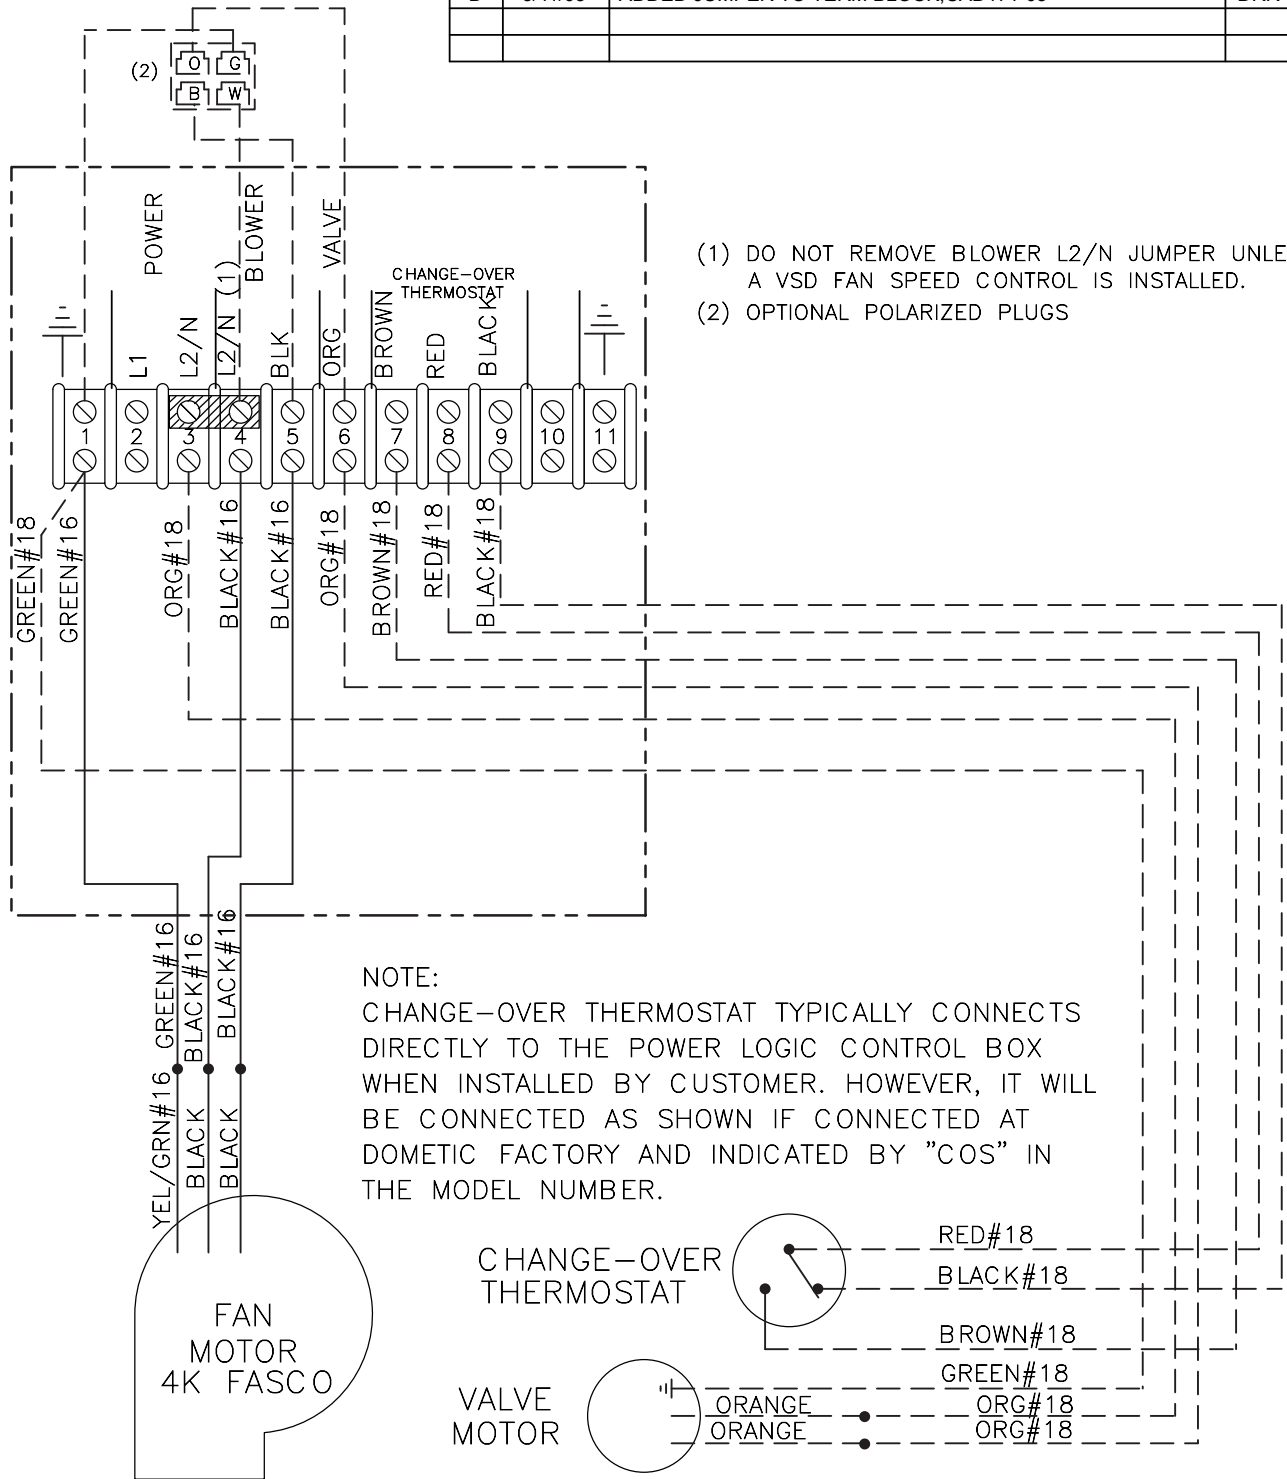 (2)
O
G
B
W
POWER
BLOWER
VALVE
CHANGE-OVER
THERMOSTAT
L1
L2/N
L2/N (1)
BLK
ORG
BROWN
RED
BLACK
1
2
3
4
5
6
7
8
9
10
11
(1) DO NOT REMOVE BLOWER L2/N JUMPER
A VSD FAN SPEED CONTROL IS INSTALLED.
(2) OPTIONAL POLARIZED PLUGS
GREEN#18
GREEN#16
ORG#18
BLACK#16
BLACK#16
ORG#18
BROWN#18
RED#18
BLACK#18
GREEN#16
BLACK#16
BLACK#16
YEL/GRN#16
BLACK
BLACK
NOTE:
CHANGE-OVER THERMOSTAT TYPICALLY CONNECTS
DIRECTLY TO THE POWER LOGIC CONTROL BOX
WHEN INSTALLED BY CUSTOMER. HOWEVER, IT WILL
BE CONNECTED AS SHOWN IF CONNECTED AT
DOMETIC FACTORY AND INDICATED BY "COS" IN
THE MODEL NUMBER.
FAN
MOTOR
4K FASCO
CHANGE-OVER
THERMOSTAT
RED#18
BLACK#18
BROWN#18
VALVE
MOTOR
GREEN#18
ORANGE
ORG#18
ORANGE
ORG#18